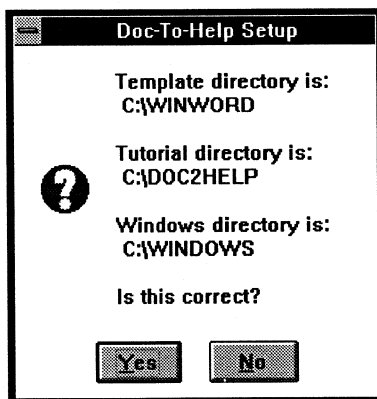 Doc-To-Help Setup
Template directory is:
C:\WINWORD
Tutorial directory is:
C:\DOC2HELP
Windows directory is:
C:\WINDOWS
Is this correct?
Yes No